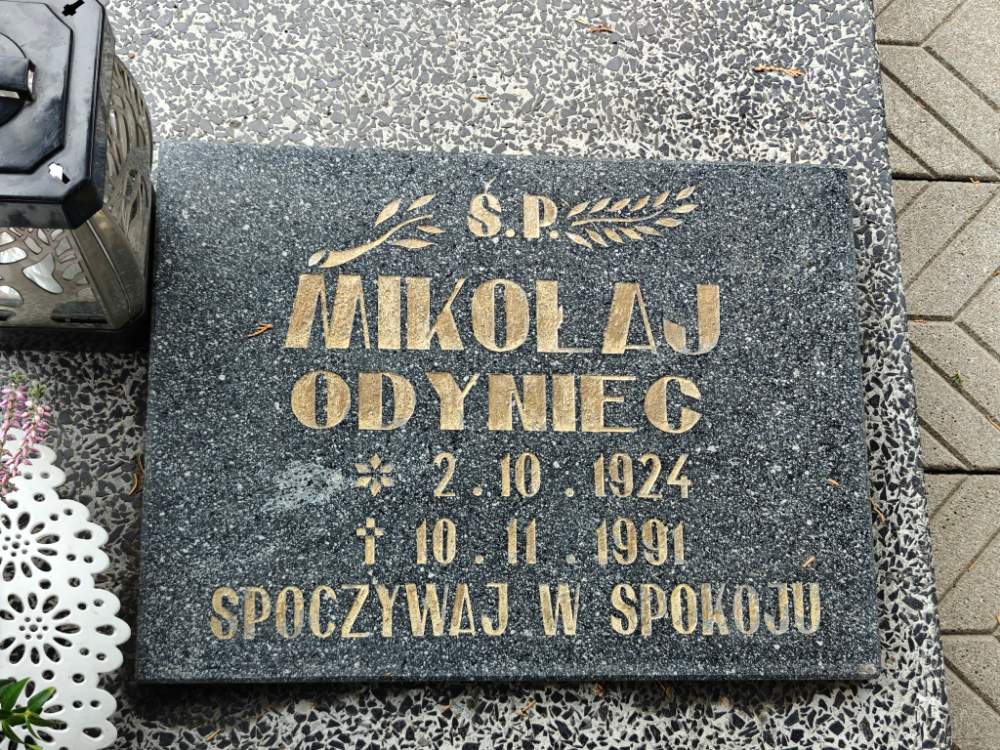 Ś.P.
MIKOŁAJ
ODYNIEC
* 2.10.1924
† 10.11.1991
SPOCZYWAJ W SPOKOJU